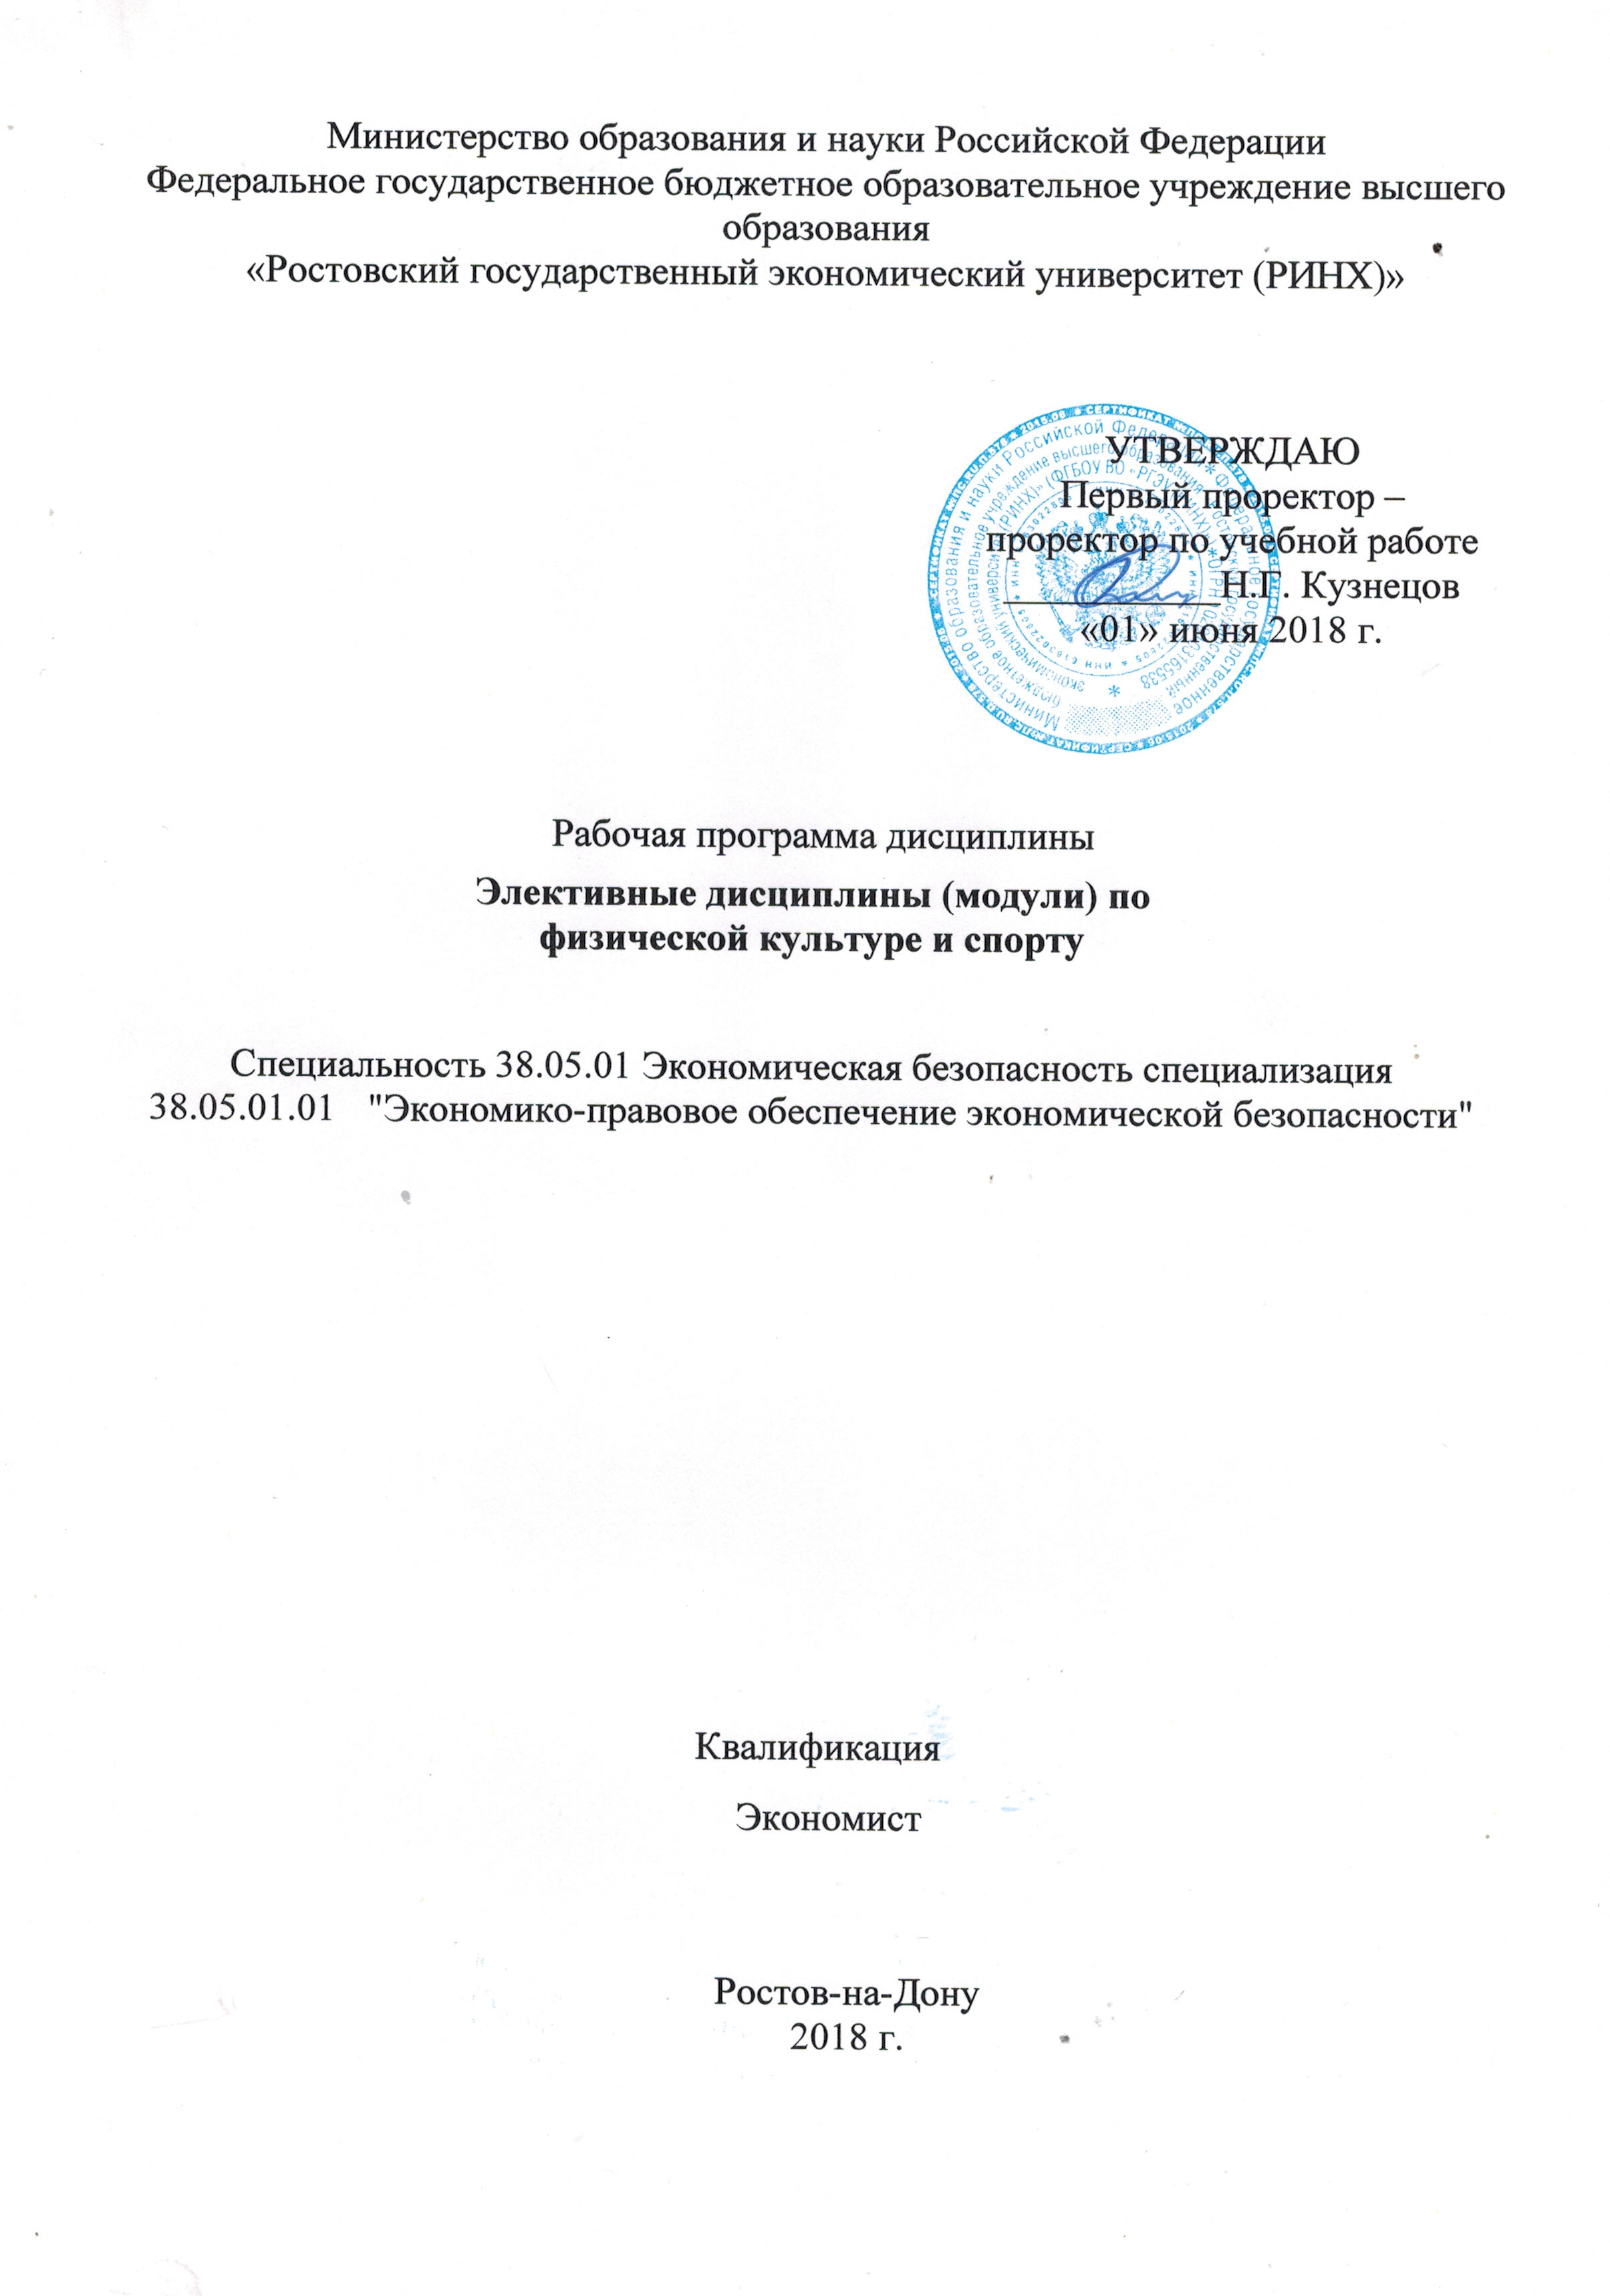 Министерство образования и науки Российской Федерации
Федеральное государственное бюджетное образовательное учреждение высшего
образования
«Ростовский государственный экономический университет (РИНХ)»
УТВЕРЖДАЮ
Первый проректор –
проректор по учебной работе
Н.Г. Кузнецов
«01» июня 2018 г.
Рабочая программа дисциплины
Элективные дисциплины (модули) по
физической культуре и спорту
Специальность 38.05.01 Экономическая безопасность специализация
38.05.01.01 "Экономико-правовое обеспечение экономической безопасности"
Квалификация
Экономист
Ростов-на-Дону
2018 г.